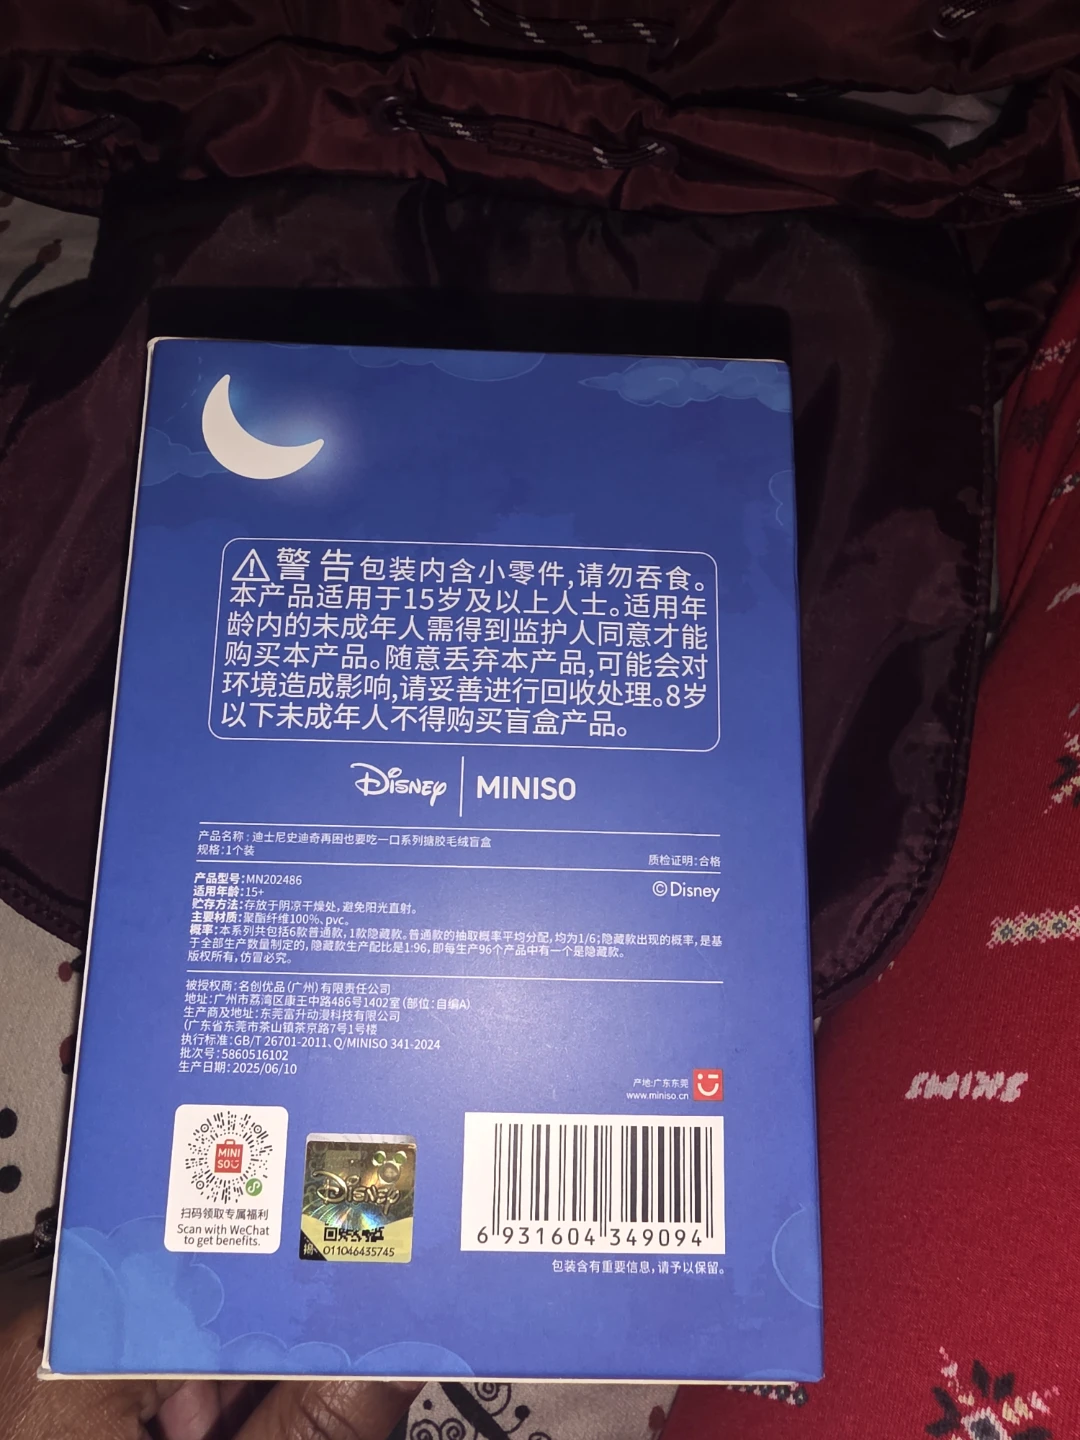 ⚠警告包装内含小零件,请勿吞食。
本产品适用于15岁及以上人士。适用年
龄内的未成年人需得到监护人同意才能
购买本产品。随意丢弃本产品,可能会对
环境造成影响,请妥善进行回收处理。8岁
以下未成年人不得购买盲盒产品。
Disney | MINISO
产品名称:迪士尼史迪奇再困也要吃一口系列搪胶毛绒盲盒
规格:1个装
质检证明:合格
产品型号:MN202486
适用年龄:15+
©Disney
贮存方法:存放于阴凉干燥处,避免阳光直射。
主要材质:聚酯纤维100%、pvc。
概率:本系列共包括6款普通款,1款隐藏款。普通款的抽取概率平均分配,均为1/6;隐藏款出现的概率,是基
于全部生产数量制定的,隐藏款生产配比是1:96,即每生产96个产品中有一个是隐藏款。
版权所有,仿冒必究。
被授权商:名创优品(广州)有限责任公司
地址:广州市荔湾区康王中路486号1402室(部位:自编A)
生产商及地址:东莞富升动漫科技有限公司
(广东省东莞市茶山镇茶京路7号1号楼
执行标准:GB/T 26701-2011、Q/MINISO 341-2024
批次号:5860516102
生产日期:2025/06/10
产地:广东东莞
www.miniso.cn
MINI
SO
扫码领取专属福利
Scan with WeChat
to get benefits.
Disney
揭
011046435745
6 931604 349094
包装含有重要信息,请予以保留。